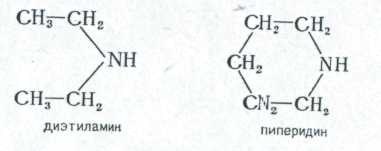 CH₃—CH₂
NH
CH₃—CH₂
диэтиламин
CH₂—CH₂
CH₂
NH
CN₂—CH₂
пиперидин